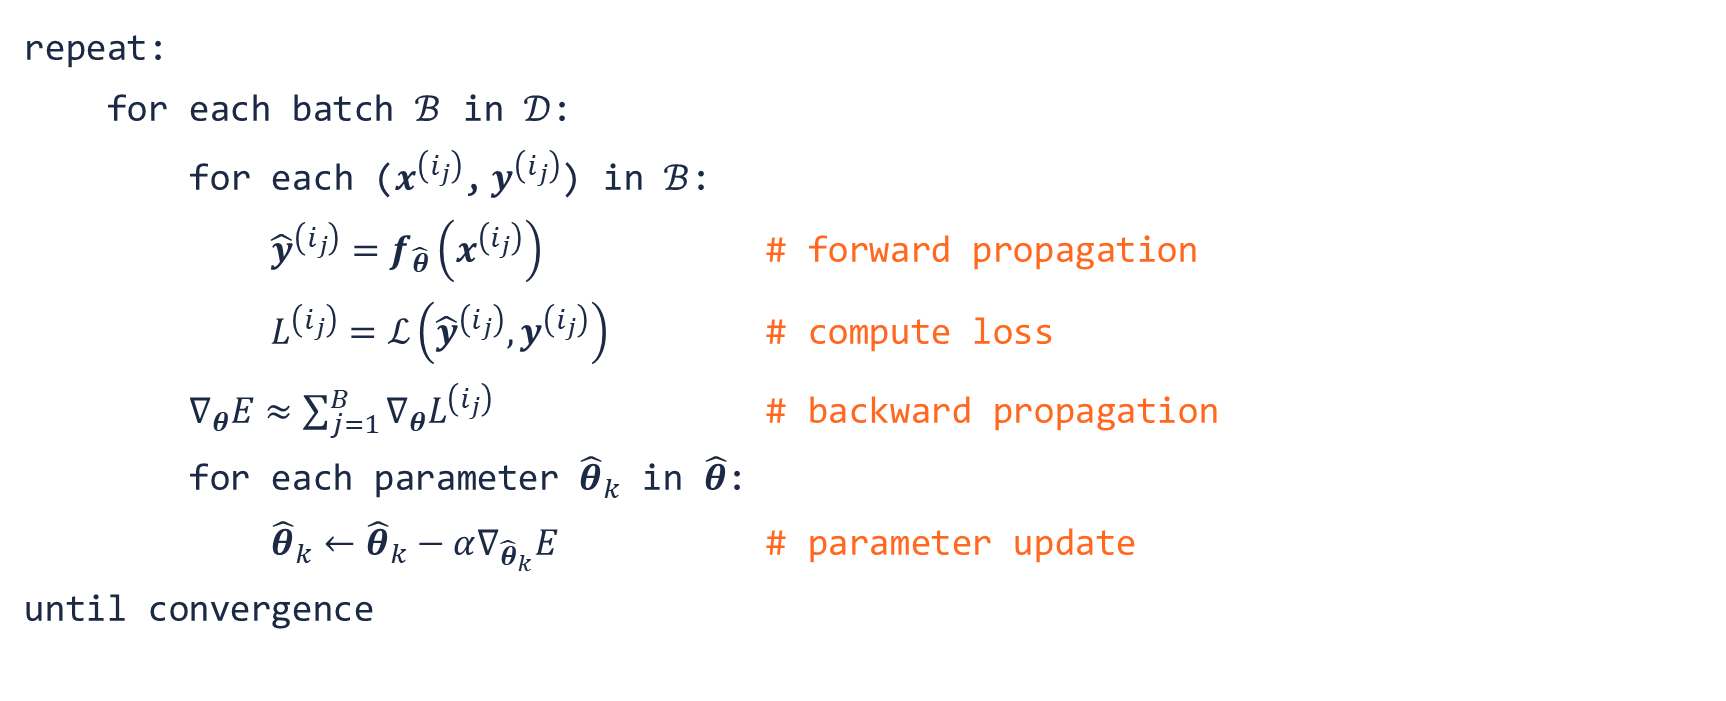 repeat:
for each batch ℬ in 𝒟:
for each (𝒙^(i_j), 𝒚^(i_j)) in ℬ:
𝒚̂^(i_j) = 𝒇_𝜽̂(𝒙^(i_j)) # forward propagation
L^(i_j) = ℒ(𝒚̂^(i_j), 𝒚^(i_j)) # compute loss
∇_𝜽 E ≈ ∑_{j=1}^{B} ∇_𝜽 L^(i_j) # backward propagation
for each parameter 𝜽̂_k in 𝜽̂:
𝜽̂_k ← 𝜽̂_k − α∇_{𝜽̂_k} E # parameter update
until convergence